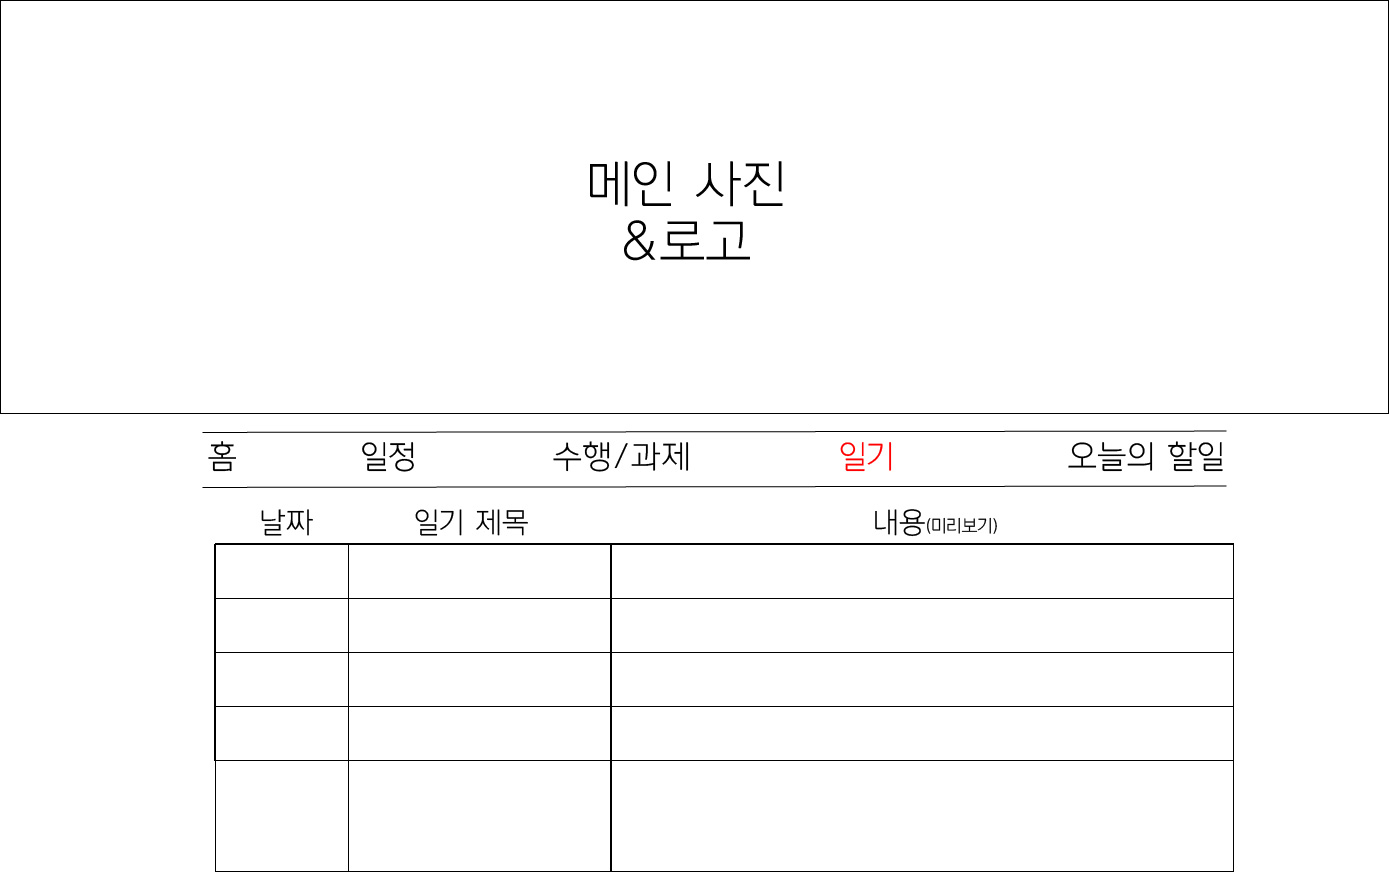 메인 사진
&로고
홈 일정 수행/과제 일기 오늘의 할일
날짜 일기 제목 내용(미리보기)